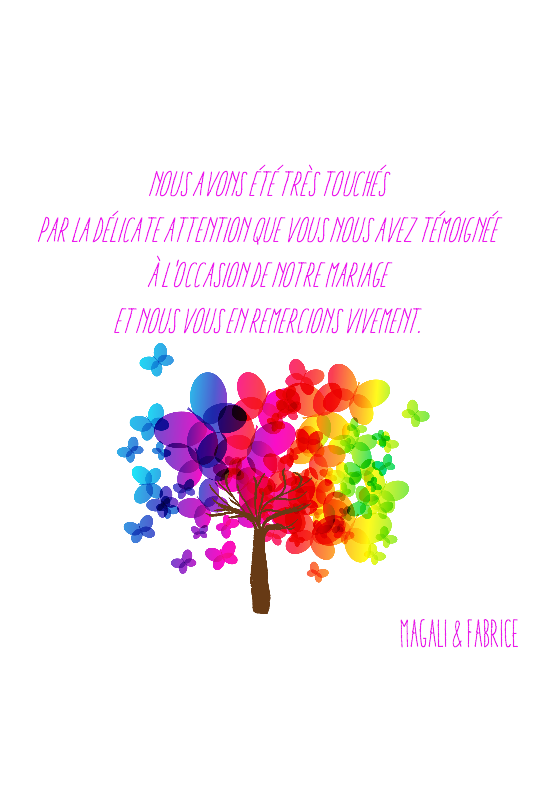 NOUS AVONS ÉTÉ TRÈS TOUCHÉS
PAR LA DÉLICATE ATTENTION QUE VOUS NOUS AVEZ TÉMOIGNÉE
À L'OCCASION DE NOTRE MARIAGE
ET NOUS VOUS EN REMERCIONS VIVEMENT.
MAGALI & FABRICE